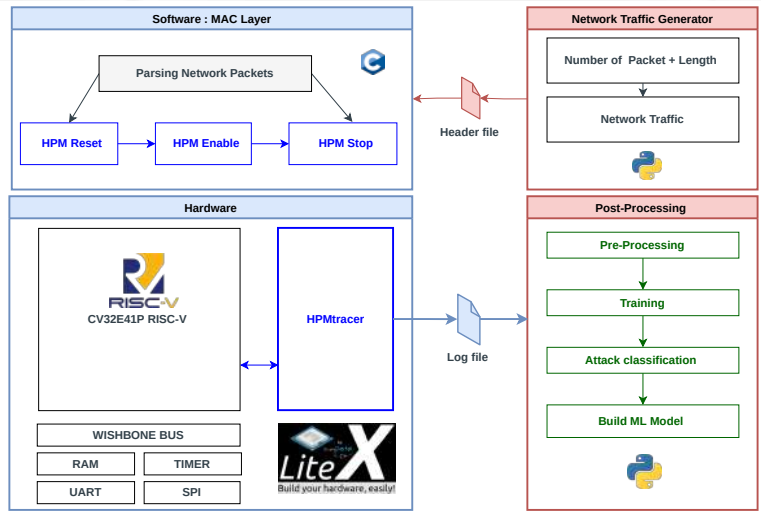 Software : MAC Layer
Parsing Network Packets
C
HPM Reset
HPM Enable
HPM Stop
Header file
Network Traffic Generator
Number of Packet + Length
Network Traffic
Hardware
RISC-V
CV32E41P RISC-V
HPMtracer
WISHBONE BUS
RAM
TIMER
UART
SPI
LiteX
Build your hardware, easily!
Log file
Post-Processing
Pre-Processing
Training
Attack classification
Build ML Model